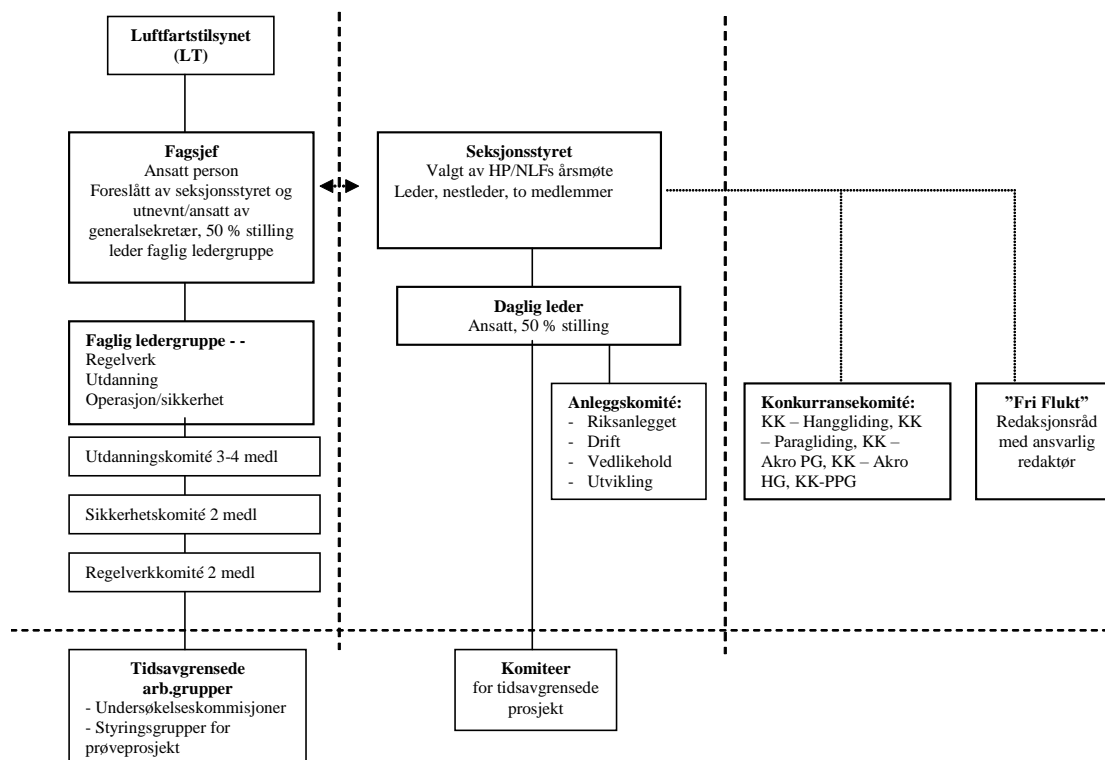 Luftfartstilsynet
(LT)
Fagsjef
Ansatt person
Foreslått av seksjonsstyret og
utnevnt/ansatt av
generalsekretær, 50 % stilling
leder faglig ledergruppe
Faglig ledergruppe - -
Regelverk
Utdanning
Operasjon/sikkerhet
Utdanningskomité 3-4 medl
Sikkerhetskomité 2 medl
Regelverkkomité 2 medl
Tidsavgrensede
arb.grupper
- Undersøkelseskommisjoner
- Styringsgrupper for
prøveprosjekt
Seksjonsstyret
Valgt av HP/NLFs årsmøte
Leder, nestleder, to medlemmer
Daglig leder
Ansatt, 50 % stilling
Anleggskomité:
- Riksanlegget
- Drift
- Vedlikehold
- Utvikling
Komiteer
for tidsavgrensede
prosjekt
Konkurransekomité:
KK – Hanggliding, KK
– Paragliding, KK –
Akro PG, KK – Akro
HG, KK-PPG
”Fri Flukt”
Redaksjonsråd
med ansvarlig
redaktør